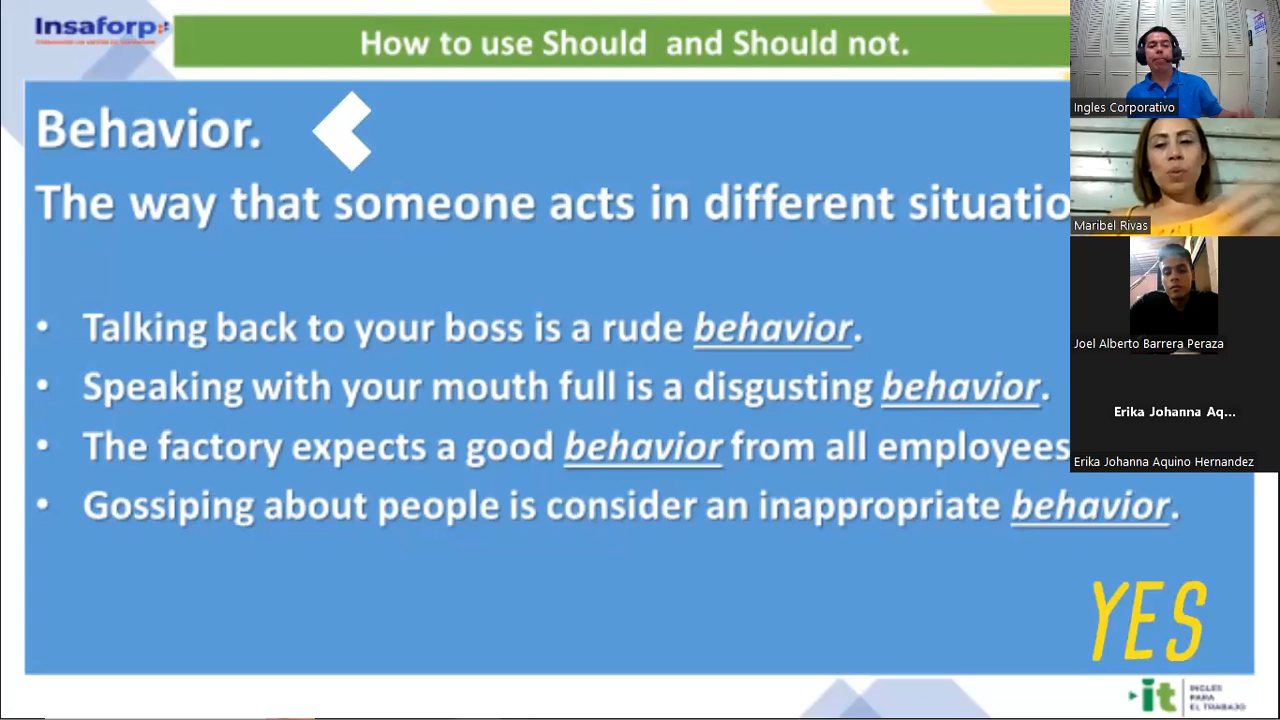 Insaforp
How to use Should and Should not.
Behavior.
The way that someone acts in different situatio
• Talking back to your boss is a rude behavior.
• Speaking with your mouth full is a disgusting behavior.
• The factory expects a good behavior from all employees
• Gossiping about people is consider an inappropriate behavior.
YES
it
INGLES
PARA
EL TRABAJO
Ingles Corporativo
Maribel Rivas
Joel Alberto Barrera Peraza
Erika Johanna Aq...
Erika Johanna Aquino Hernandez